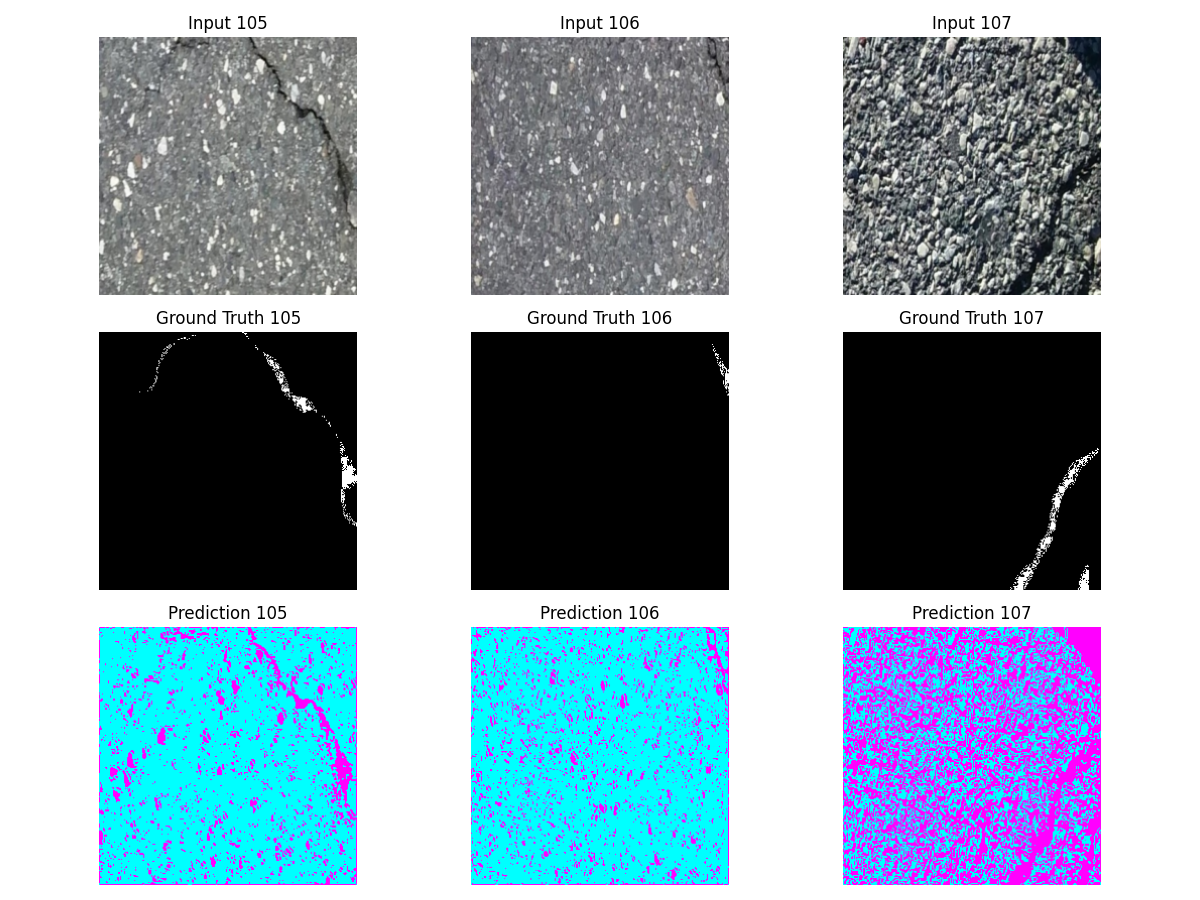 Input 105
Input 106
Input 107
Ground Truth 105
Ground Truth 106
Ground Truth 107
Prediction 105
Prediction 106
Prediction 107